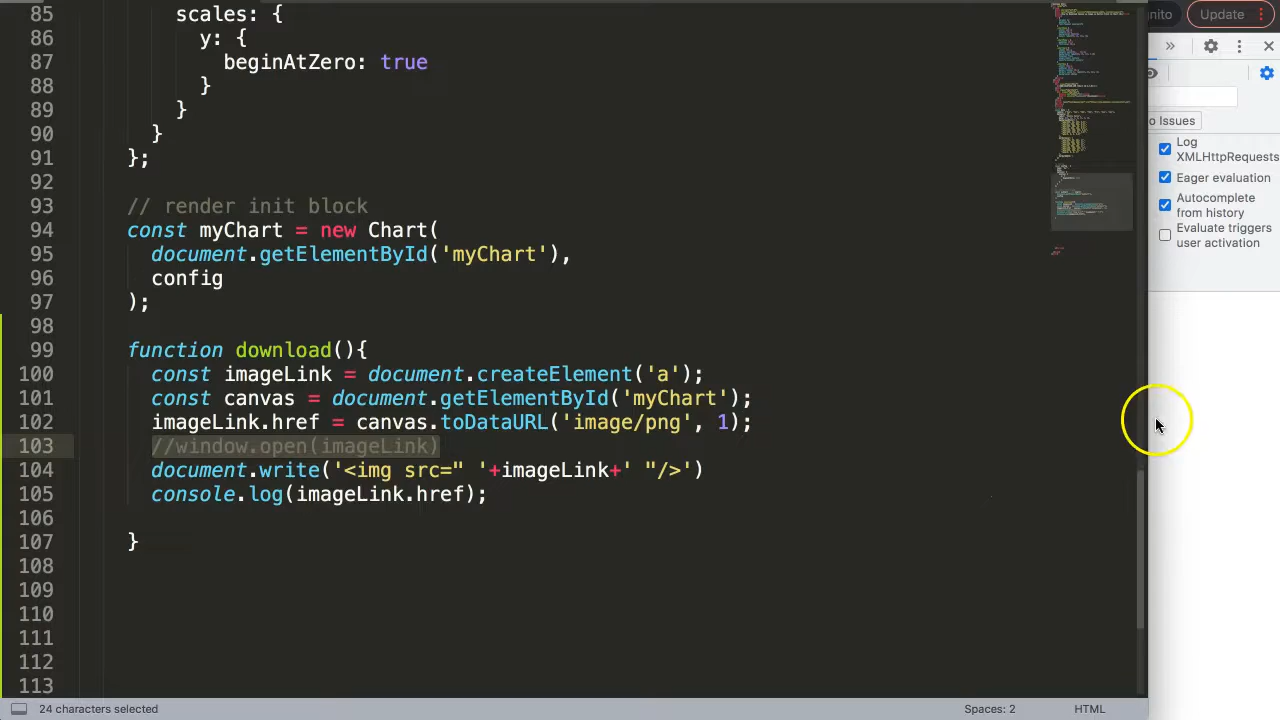 85 scales: {
86 y: {
87 beginAtZero: true
88 }
89 }
90 }
91 };
92
93 // render init block
94 const myChart = new Chart(
95 document.getElementById('myChart'),
96 config
97 );
98
99 function download(){
100 const imageLink = document.createElement('a');
101 const canvas = document.getElementById('myChart');
102 imageLink.href = canvas.toDataURL('image/png', 1);
103 //window.open(imageLink)
104 document.write('<img src=" '+imageLink+' "/>')
105 console.log(imageLink.href);
106
107 }
108
109
110
111
112
113
24 characters selected
Spaces: 2
HTML
Update
o Issues
Log
XMLHttpRequests
Eager evaluation
Autocomplete
from history
Evaluate triggers
user activation